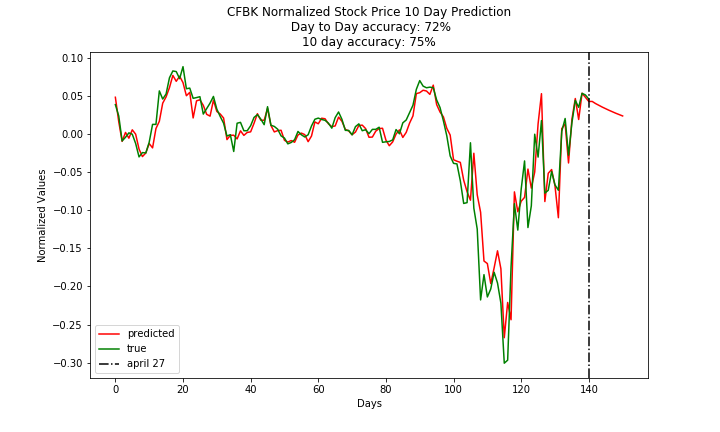 CFBK Normalized Stock Price 10 Day Prediction
Day to Day accuracy: 72%
10 day accuracy: 75%
0.10
0.05
0.00
−0.05
−0.10
−0.15
−0.20
−0.25
−0.30
Normalized Values
predicted
true
april 27
0 20 40 60 80 100 120 140
Days